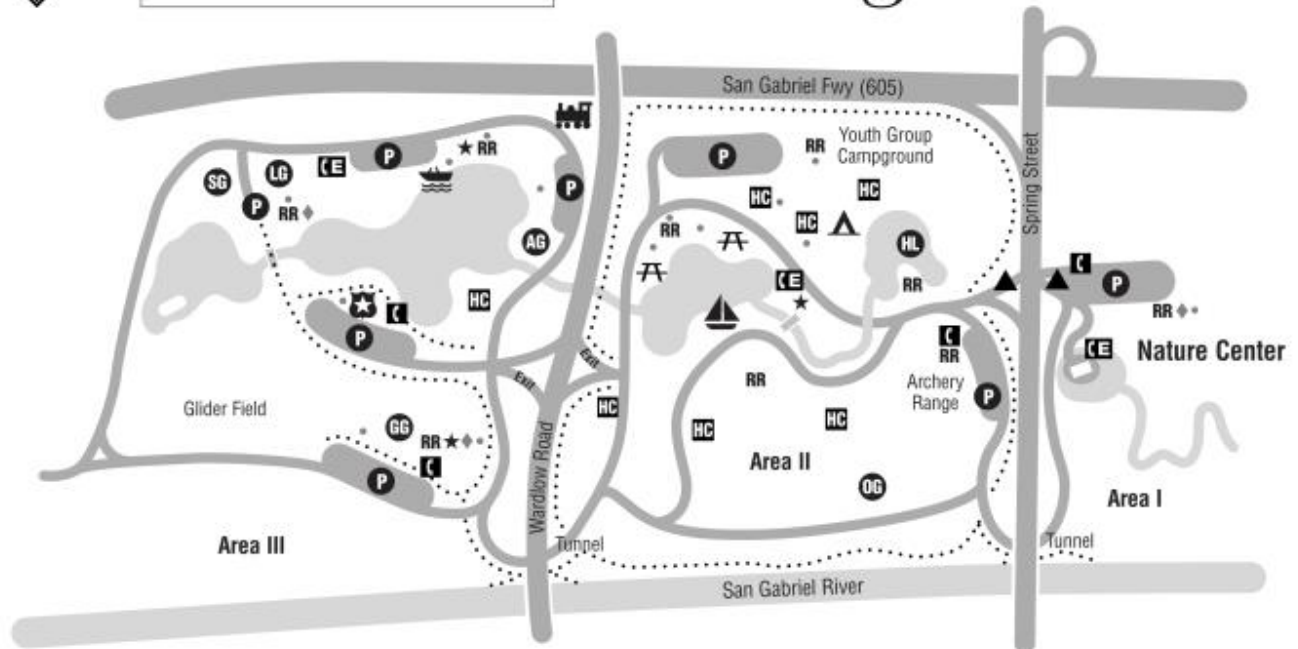 San Gabriel Fwy (605)
P
RR
Youth Group
Campground
RR
P
E
LG
SG
P
HC
HC
P
RR
HC
Spring Street
RR
AG
HL
E
RR
P
HC
RR
P
E
Nature Center
RR
Exit
Exit
RR
Archery
Range
P
Glider Field
HC
HC
HC
GG
RR
Wardlow Road
Area II
P
OG
Area I
Area III
Tunnel
Tunnel
San Gabriel River